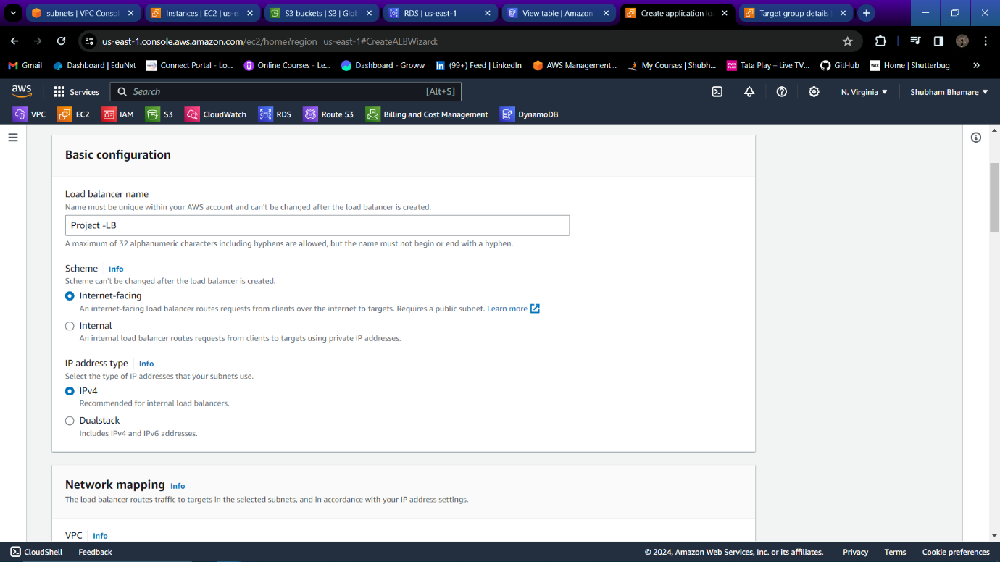 subnets | VPC Consol
Instances | EC2 | us-e
S3 buckets | S3 | Glob
RDS | us-east-1
View table | Amazon
Create application lo
Target group details
us-east-1.console.aws.amazon.com/ec2/home?region=us-east-1#CreateALBWizard:
Gmail
Dashboard | EduNxt
Connect Portal - Lo...
Online Courses - Le...
Dashboard - Groww
(99+) Feed | LinkedIn
AWS Management...
My Courses | Shubh...
Tata Play – Live TV...
GitHub
Home | Shutterbug
aws
Services
Search
[Alt+S]
N. Virginia
Shubham Bhamare
VPC
EC2
IAM
S3
CloudWatch
RDS
Route 53
Billing and Cost Management
DynamoDB
Basic configuration
Load balancer name
Name must be unique within your AWS account and can't be changed after the load balancer is created.
Project -LB
A maximum of 32 alphanumeric characters including hyphens are allowed, but the name must not begin or end with a hyphen.
Scheme Info
Scheme can't be changed after the load balancer is created.
Internet-facing
An internet-facing load balancer routes requests from clients over the internet to targets. Requires a public subnet. Learn more
Internal
An internal load balancer routes requests from clients to targets using private IP addresses.
IP address type Info
Select the type of IP addresses that your subnets use.
IPv4
Recommended for internal load balancers.
Dualstack
Includes IPv4 and IPv6 addresses.
Network mapping Info
The load balancer routes traffic to targets in the selected subnets, and in accordance with your IP address settings.
VPC Info
CloudShell
Feedback
© 2024, Amazon Web Services, Inc. or its affiliates.
Privacy
Terms
Cookie preferences